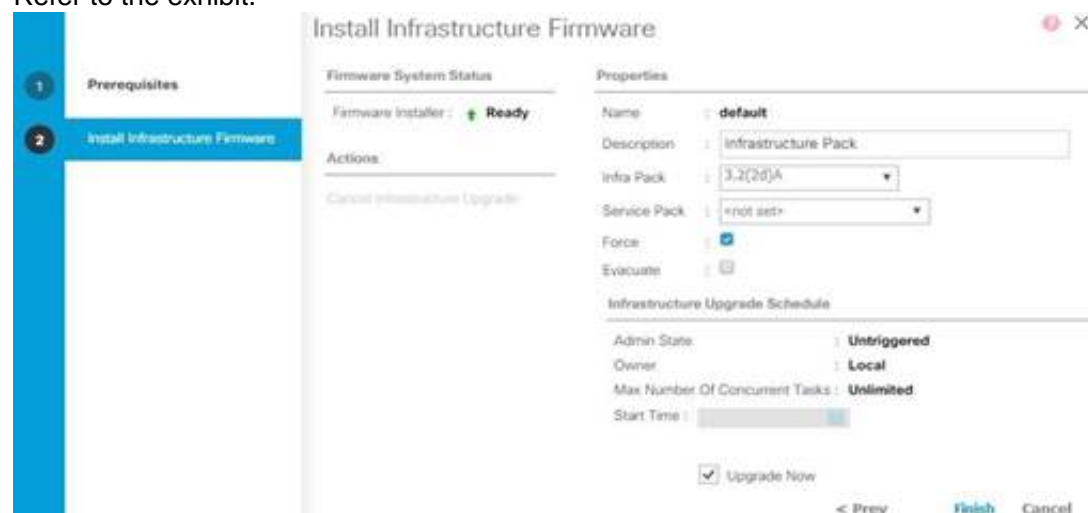 Refer to the exhibit.
Install Infrastructure Firmware
1 Prerequisites
2 Install Infrastructure Firmware
Firmware System Status
Firmware Installer : Ready
Actions
Cancel Infrastructure Upgrade
Properties
Name : default
Description : Infrastructure Pack
Infra Pack : 3.2(2d)A
Service Pack : <not set>
Force :
Evacuate :
Infrastructure Upgrade Schedule
Admin State : Untriggered
Owner : Local
Max Number Of Concurrent Tasks : Unlimited
Start Time :
Upgrade Now
< Prev Finish Cancel